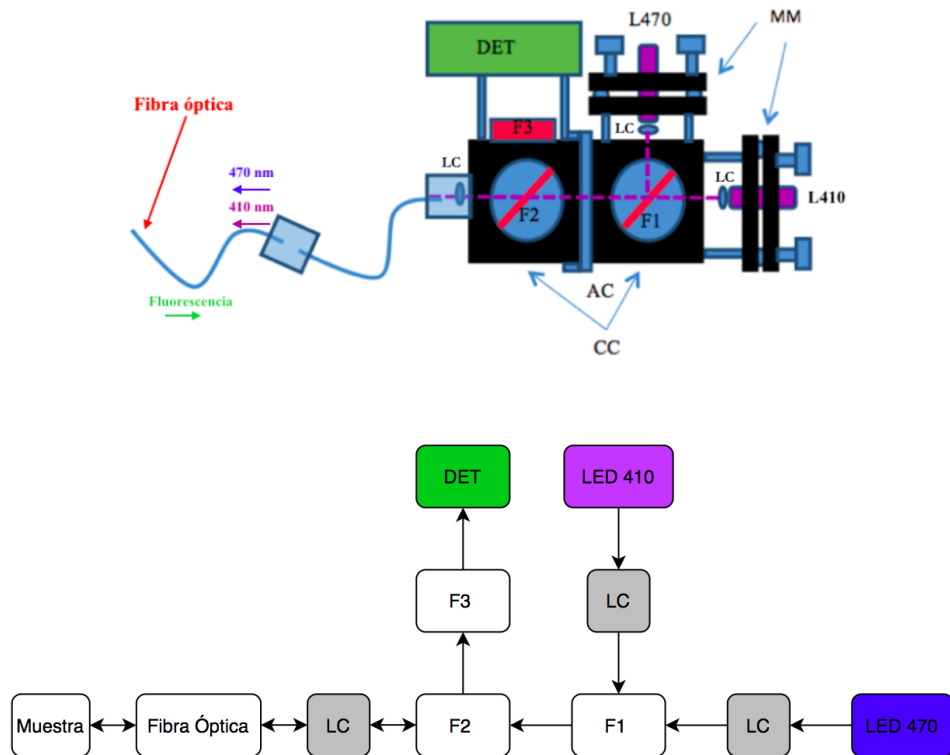 L470
MM
DET
Fibra óptica
F3
LC
LC
470 nm
LC
410 nm
F2
F1
L410
Fluorescencia
AC
CC
DET
LED 410
F3
LC
Muestra
Fibra Óptica
LC
F2
F1
LC
LED 470